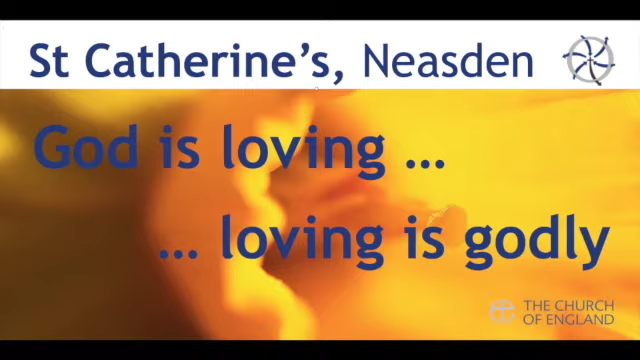 St Catherine's, Neasden
God is loving ...
... loving is godly
THE CHURCH
OF ENGLAND